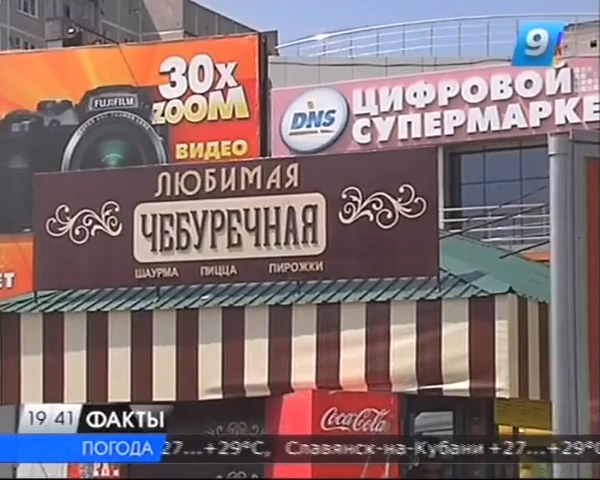 9
30X
ZOOM
FUJIFILM
ВИДЕО
DNS
ЦИФРОВОЙ
СУПЕРМАРКЕ
ЛЮБИМАЯ
ЧЕБУРЕЧНАЯ
ШАУРМА ПИЦЦА ПИРОЖКИ
Coca-Cola
19 41 ФАКТЫ
ПОГОДА 27...+29°C, Славянск-на-Кубани +27...+29°C